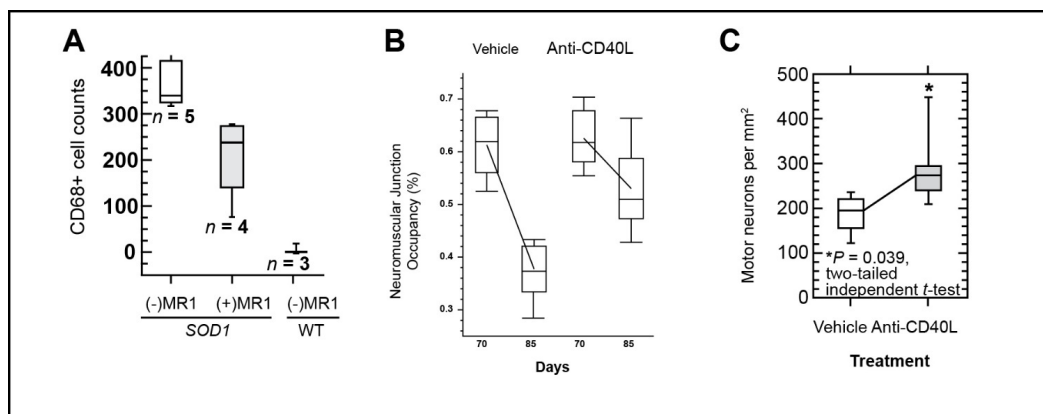 A
CD68+ cell counts
400
300
200
100
0
n = 5
n = 4
n = 3
(-)MR1 (+)MR1 (-)MR1
SOD1 WT
B
Vehicle Anti-CD40L
Neuromuscular Junction
Occupancy (%)
0.7
0.6
0.5
0.4
0.3
70 85 70 85
Days
C
Motor neurons per mm²
500
400
300
200
100
0
*
*P = 0.039,
two-tailed
independent t-test
Vehicle Anti-CD40L
Treatment